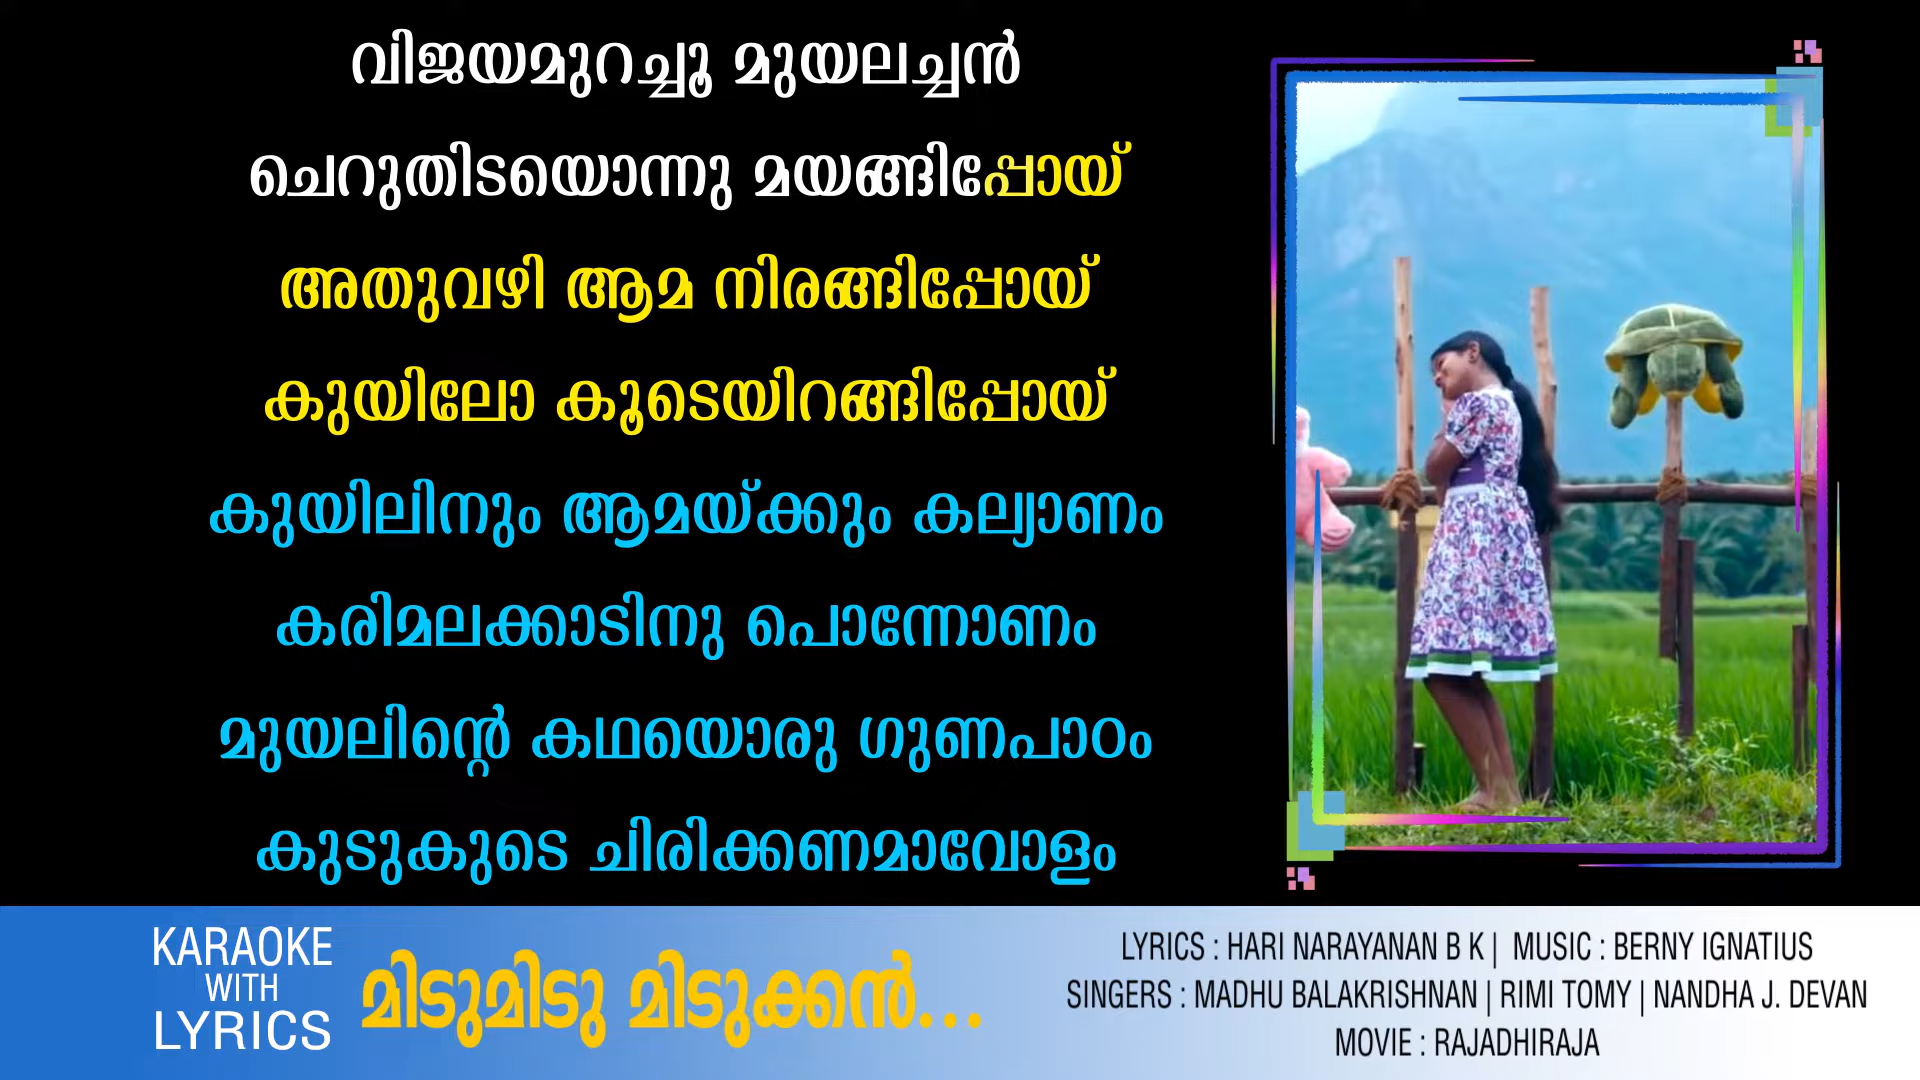 വിജയമുറച്ചൂ മുയലച്ചൻ
ചെറുതിടയൊന്നു മയങ്ങിപ്പോയ്
അതുവഴി ആമ നിരങ്ങിപ്പോയ്
കുയിലോ കൂടെയിറങ്ങിപ്പോയ്
കുയിലിനും ആമയ്ക്കും കല്യാണം
കരിമലക്കാടിനു പൊന്നോണം
മുയലിന്റെ കഥയൊരു ഗുണപാഠം
കുടുകുടെ ചിരിക്കണമാവോളം
KARAOKE
WITH
LYRICS
മിടുമിടു മിടുക്കൻ...
LYRICS : HARI NARAYANAN B K | MUSIC : BERNY IGNATIUS
SINGERS : MADHU BALAKRISHNAN | RIMI TOMY | NANDHA J. DEVAN
MOVIE : RAJADHIRAJA